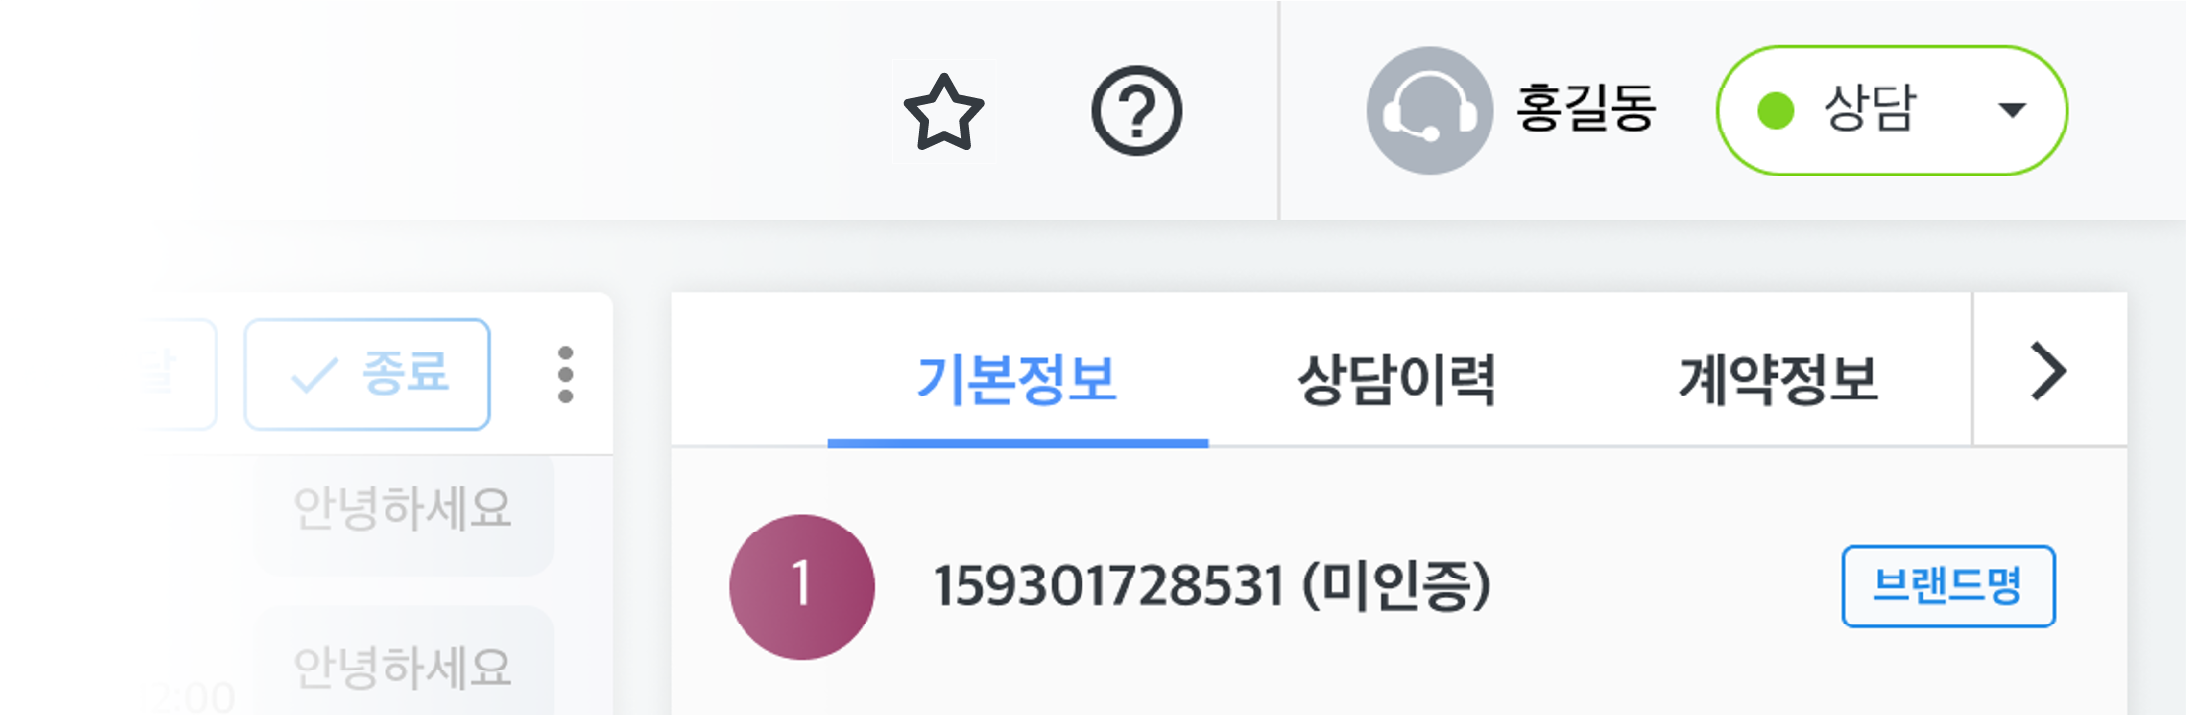 홍길동
상담
종료
기본정보
상담이력
계약정보
안녕하세요
1
159301728531 (미인증)
브랜드명
안녕하세요
2:00